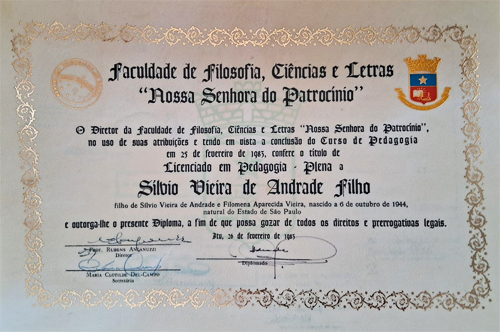 Faculdade de Filosofia, Ciências e Letras
"Nossa Senhora do Patrocínio"
O Diretor da Faculdade de Filosofia, Ciências e Letras "Nossa Senhora do Patrocínio",
no uso de suas atribuições e tendo em vista a conclusão do Curso de Pedagogia
em 25 de fevereiro de 1983, confere o título de
Licenciado em Pedagogia - Plena a
Silvio Vieira de Andrade Filho
filho de Silvio Vieira de Andrade e Filomena Aparecida Vieira, nascido a 6 de outubro de 1944,
natural do Estado de São Paulo
e outorga-lhe o presente Diploma, a fim de que possa gozar de todos os direitos e prerrogativas legais.
Itu, 26 de fevereiro de 1983
Prof. Rubens Anganuzzi
Diretor
Diplomado
Maria Clotilde Del-Campo
Secretária